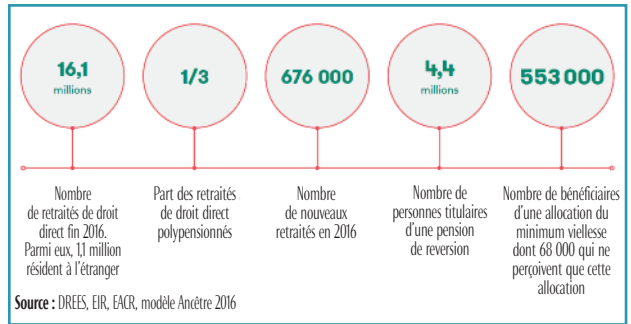 16,1
millions
1/3
676 000
4,4
millions
553 000
Nombre
de retraités de droit
direct fin 2016.
Parmi eux, 1,1 million
résident à l'étranger
Part des retraités
de droit direct
polypensionnés
Nombre
de nouveaux
retraités en 2016
Nombre de
personnes titulaires
d'une pension
de reversion
Nombre de bénéficiaires
d'une allocation du
minimum viellesse
dont 68 000 qui ne
perçoivent que cette
allocation
Source : DREES, EIR, EACR, modèle Ancêtre 2016